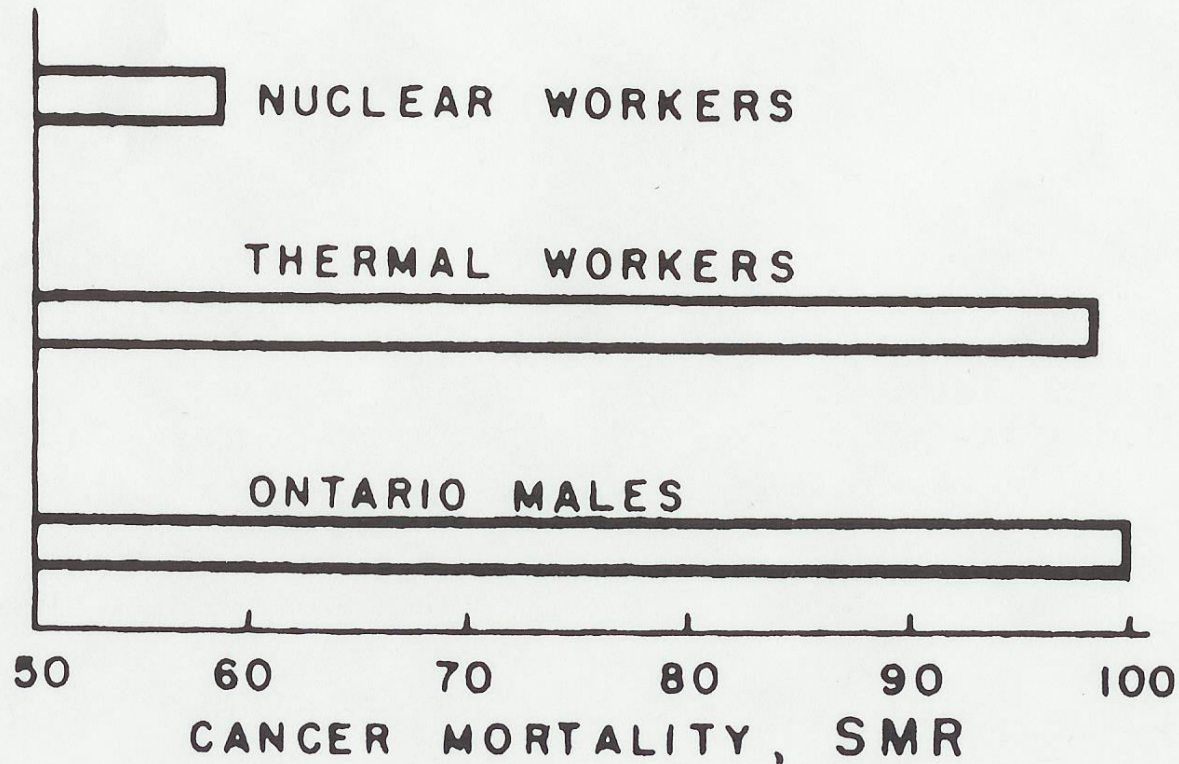 NUCLEAR WORKERS
THERMAL WORKERS
ONTARIO MALES
50 60 70 80 90 100
CANCER MORTALITY, SMR